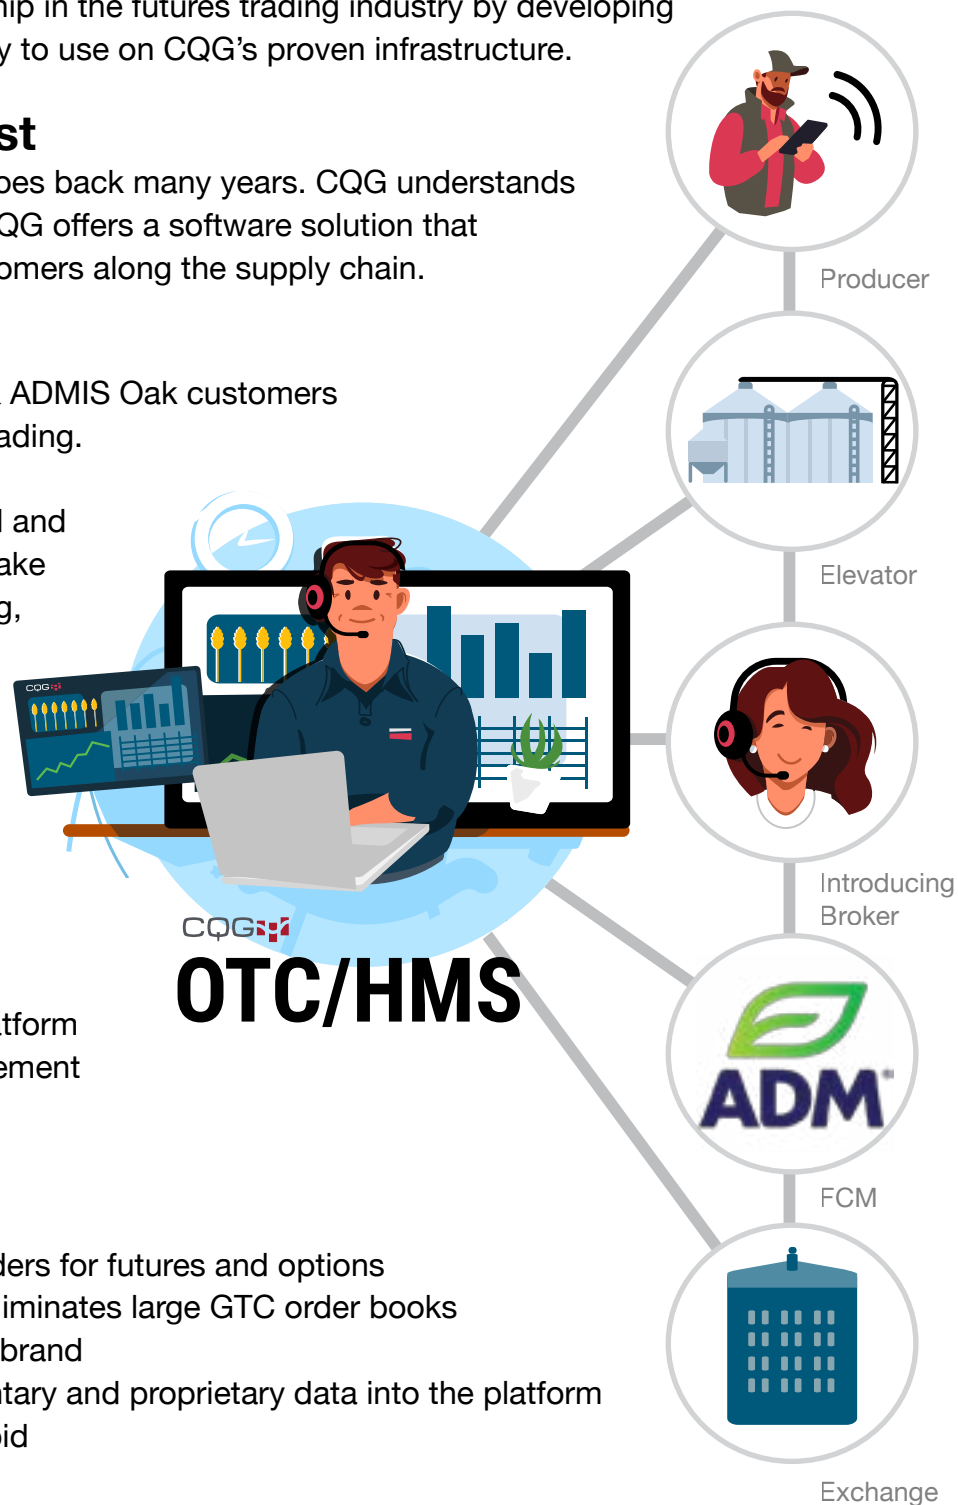 hip in the futures trading industry by developing
y to use on CQG’s proven infrastructure.
st
oes back many years. CQG understands
QG offers a software solution that
omers along the supply chain.
Producer
ADMIS Oak customers
ading.
l and
ake
g,
Elevator
CQG
Introducing
Broker
CQG
OTC/HMS
atform
ement
ADM
FCM
ders for futures and options
liminates large GTC order books
brand
ntary and proprietary data into the platform
oid
Exchange